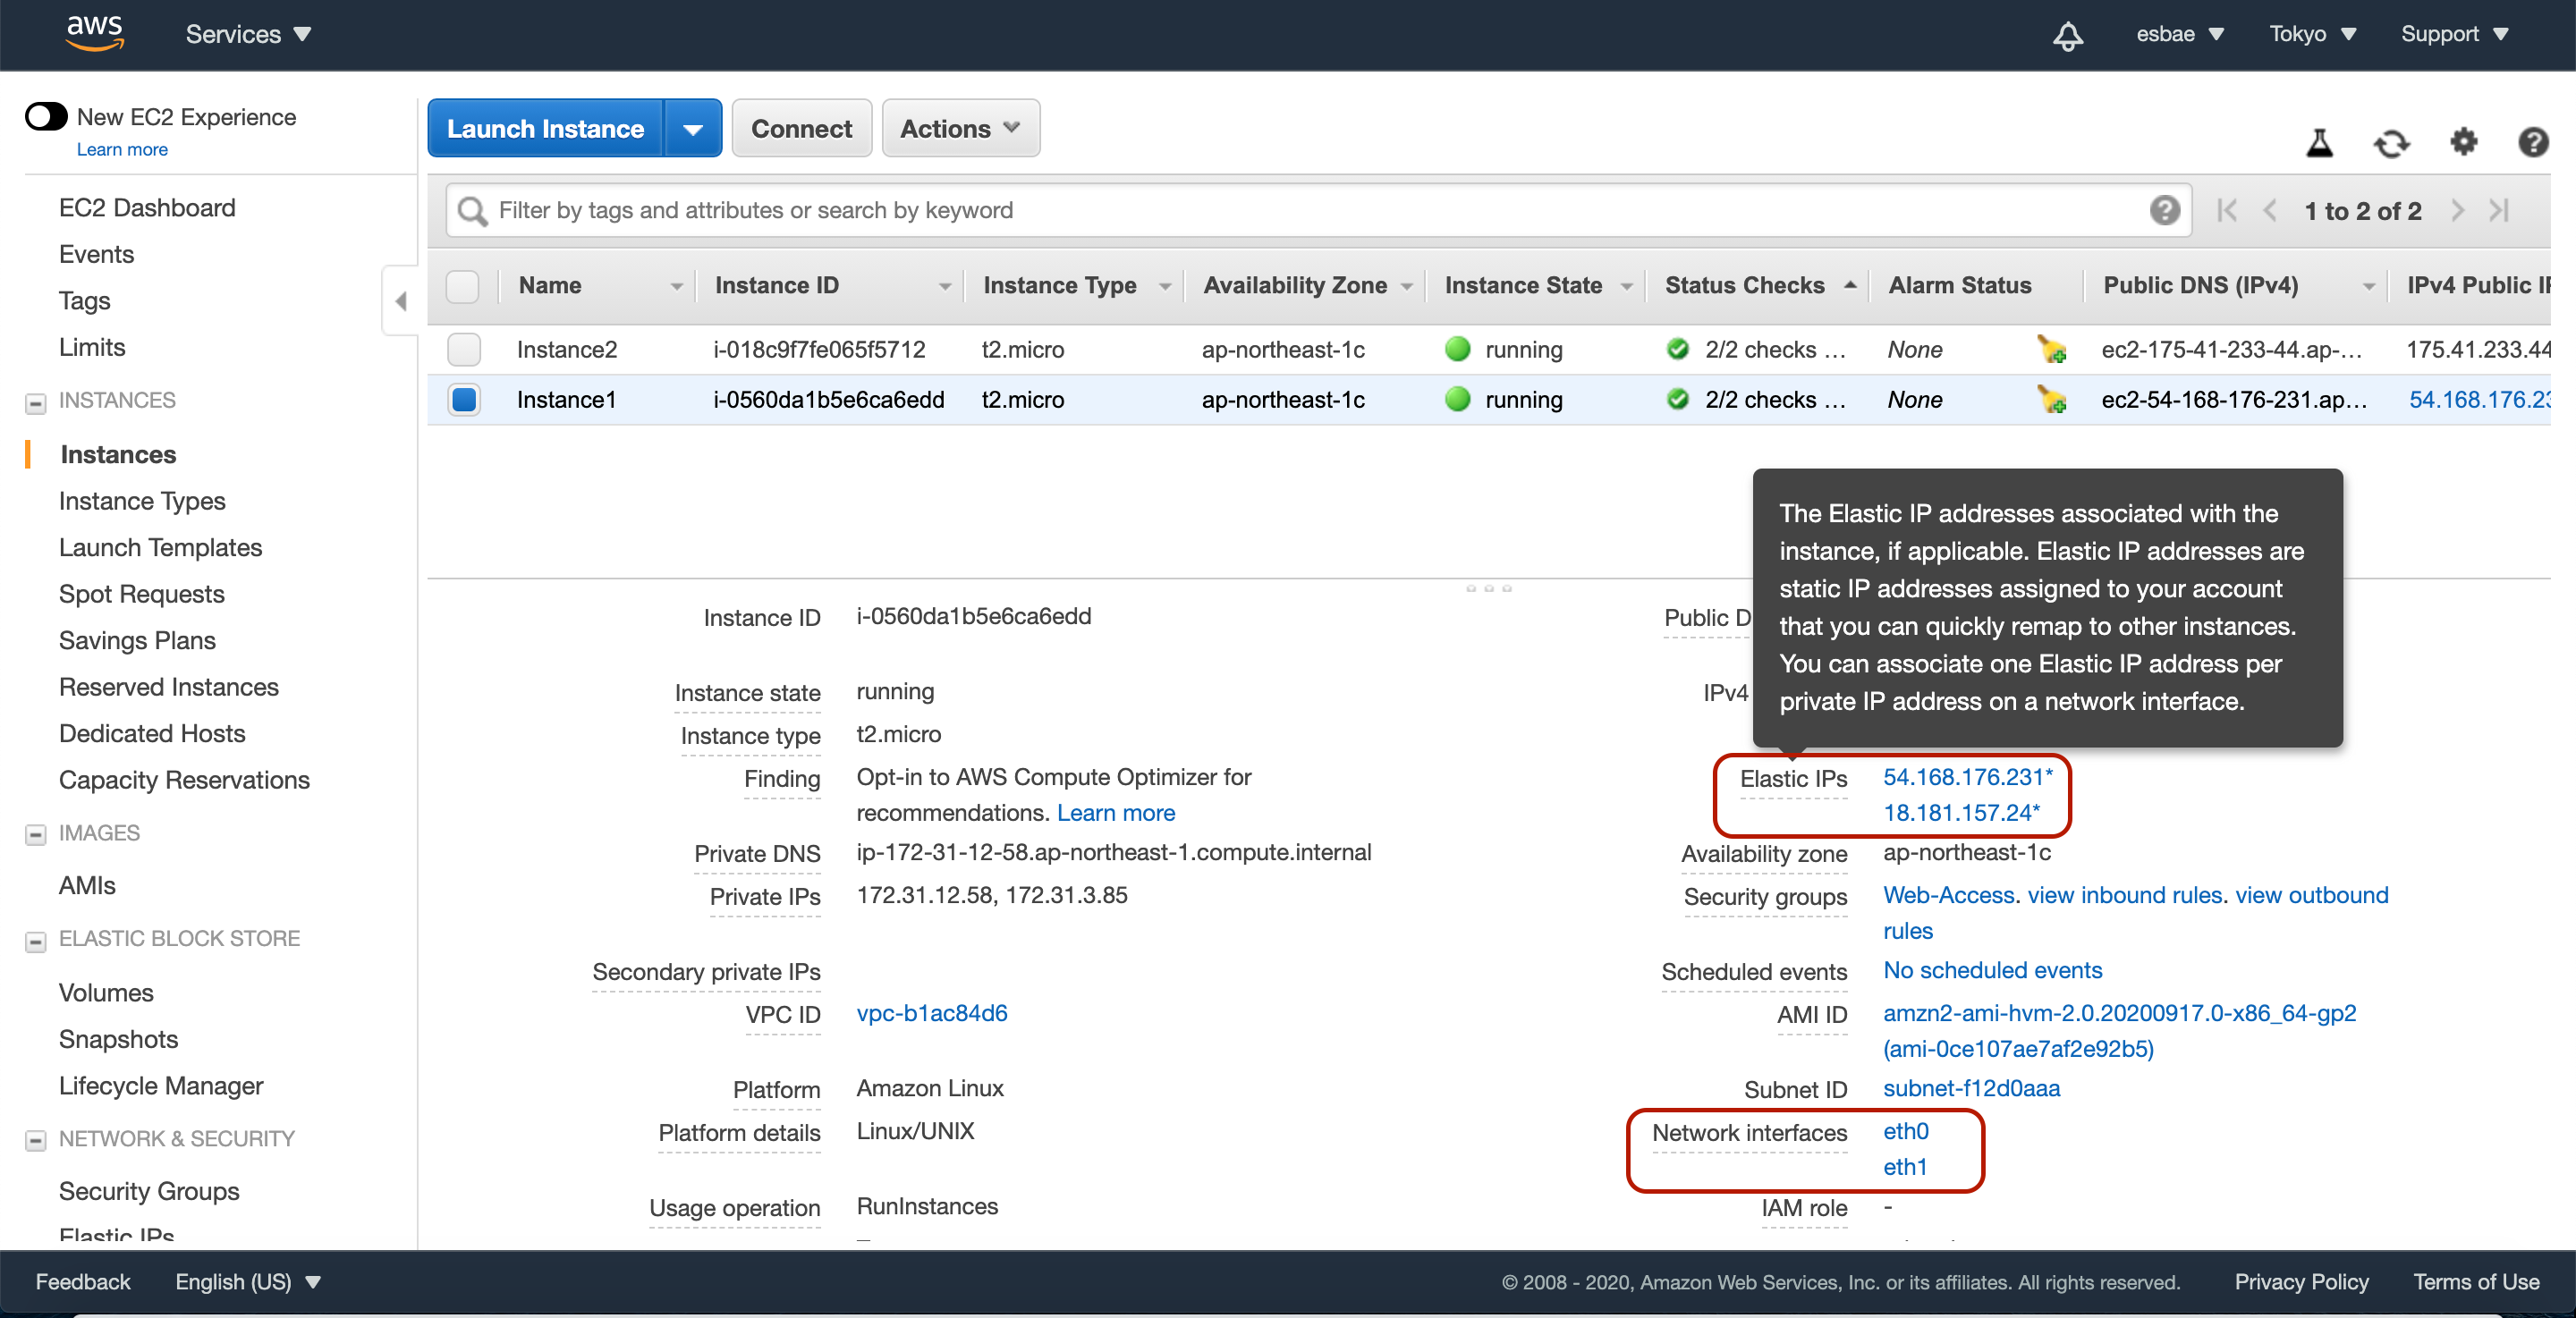 aws
Services
esbae
Tokyo
Support
New EC2 Experience
Learn more
EC2 Dashboard
Events
Tags
Limits
INSTANCES
Instances
Instance Types
Launch Templates
Spot Requests
Savings Plans
Reserved Instances
Dedicated Hosts
Capacity Reservations
IMAGES
AMIs
ELASTIC BLOCK STORE
Volumes
Snapshots
Lifecycle Manager
NETWORK & SECURITY
Security Groups
Elastic IPs
Launch Instance
Connect
Actions
Filter by tags and attributes or search by keyword
1 to 2 of 2
Name Instance ID Instance Type Availability Zone Instance State Status Checks Alarm Status Public DNS (IPv4) IPv4 Public
Instance2 i-018c9f7fe065f5712 t2.micro ap-northeast-1c running 2/2 checks ... None ec2-175-41-233-44.ap-... 175.41.233.44
Instance1 i-0560da1b5e6ca6edd t2.micro ap-northeast-1c running 2/2 checks ... None ec2-54-168-176-231.ap... 54.168.176.23
The Elastic IP addresses associated with the
instance, if applicable. Elastic IP addresses are
static IP addresses assigned to your account
that you can quickly remap to other instances.
You can associate one Elastic IP address per
private IP address on a network interface.
Instance ID i-0560da1b5e6ca6edd
Instance state running
Instance type t2.micro
Finding Opt-in to AWS Compute Optimizer for
recommendations. Learn more
Private DNS ip-172-31-12-58.ap-northeast-1.compute.internal
Private IPs 172.31.12.58, 172.31.3.85
Secondary private IPs
VPC ID vpc-b1ac84d6
Platform Amazon Linux
Platform details Linux/UNIX
Usage operation RunInstances
Public D
IPv4
Elastic IPs 54.168.176.231*
18.181.157.24*
Availability zone ap-northeast-1c
Security groups Web-Access. view inbound rules. view outbound
rules
Scheduled events No scheduled events
AMI ID amzn2-ami-hvm-2.0.20200917.0-x86_64-gp2
(ami-0ce107ae7af2e92b5)
Subnet ID subnet-f12d0aaa
Network interfaces eth0
eth1
IAM role -
Feedback
English (US)
© 2008 - 2020, Amazon Web Services, Inc. or its affiliates. All rights reserved.
Privacy Policy
Terms of Use